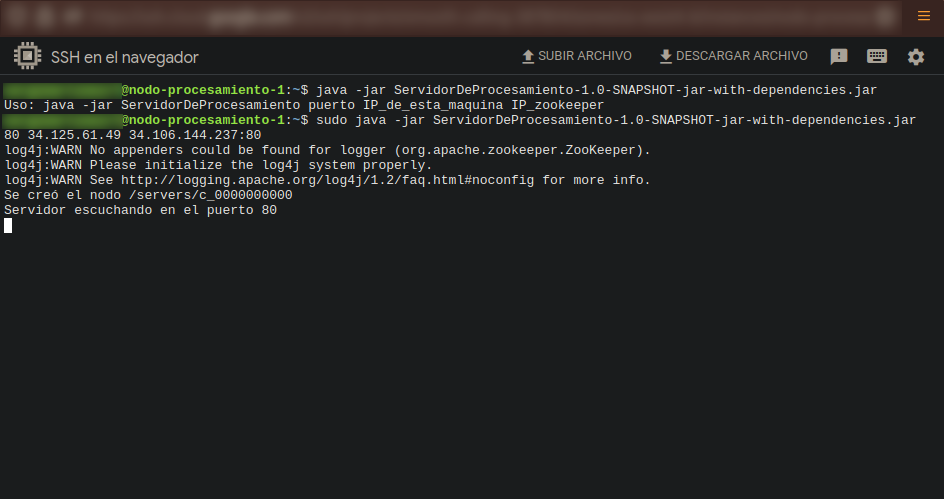 SSH en el navegador
SUBIR ARCHIVO
DESCARGAR ARCHIVO
@nodo-procesamiento-1:~$ java -jar ServidorDeProcesamiento-1.0-SNAPSHOT-jar-with-dependencies.jar
Uso: java -jar ServidorDeProcesamiento puerto IP_de_esta_maquina IP_zookeeper
@nodo-procesamiento-1:~$ sudo java -jar ServidorDeProcesamiento-1.0-SNAPSHOT-jar-with-dependencies.jar
80 34.125.61.49 34.106.144.237:80
log4j:WARN No appenders could be found for logger (org.apache.zookeeper.ZooKeeper).
log4j:WARN Please initialize the log4j system properly.
log4j:WARN See http://logging.apache.org/log4j/1.2/faq.html#noconfig for more info.
Se creó el nodo /servers/c_0000000000
Servidor escuchando en el puerto 80